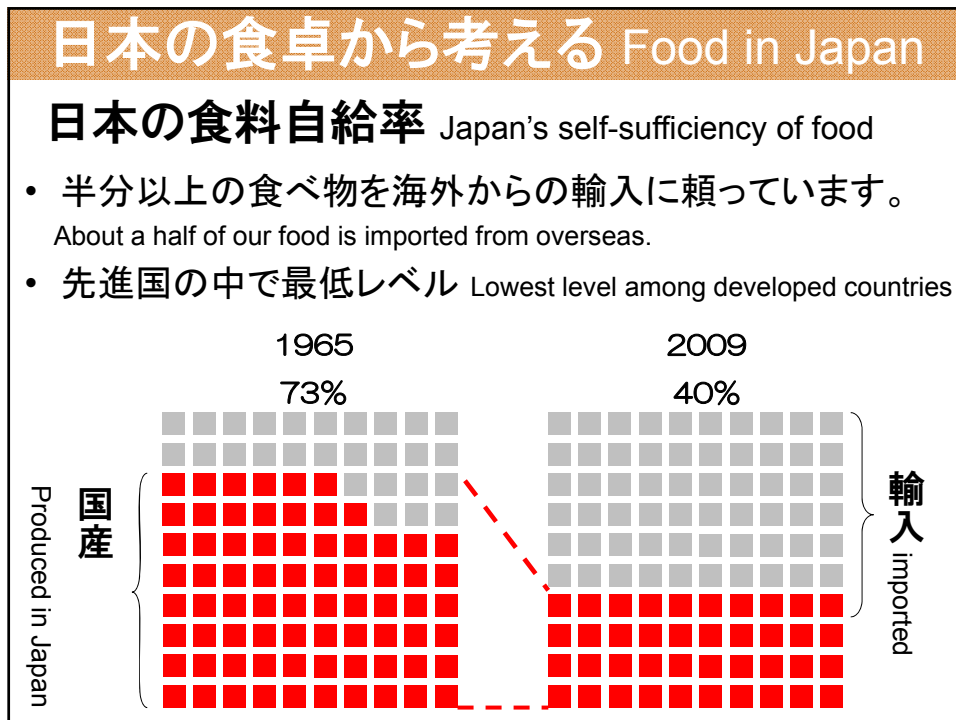 日本の食卓から考える Food in Japan
日本の食料自給率 Japan's self-sufficiency of food
• 半分以上の食べ物を海外からの輸入に頼っています。
About a half of our food is imported from overseas.
• 先進国の中で最低レベル Lowest level among developed countries
1965
73%
2009
40%
国産
Produced in Japan
輸入
imported